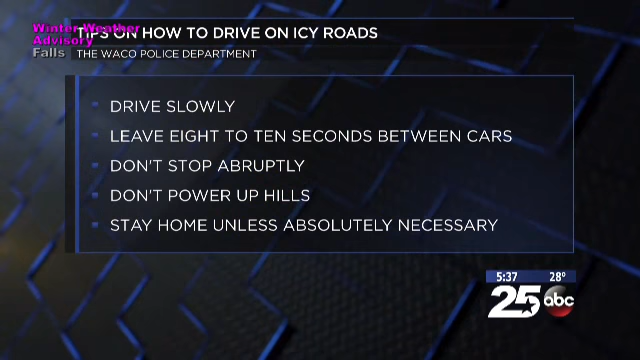 Winter Weather
Advisory
Falls
TIPS ON HOW TO DRIVE ON ICY ROADS
THE WACO POLICE DEPARTMENT
DRIVE SLOWLY
LEAVE EIGHT TO TEN SECONDS BETWEEN CARS
DON'T STOP ABRUPTLY
DON'T POWER UP HILLS
STAY HOME UNLESS ABSOLUTELY NECESSARY
5:37 28°
25 abc